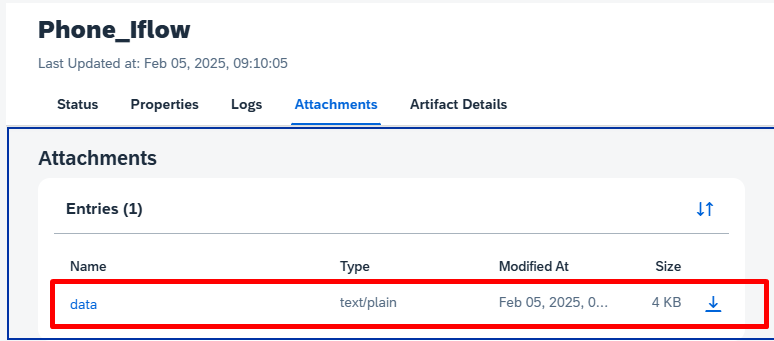 Phone_Iflow
Last Updated at: Feb 05, 2025, 09:10:05
Status Properties Logs Attachments Artifact Details
Attachments
Entries (1)
Name Type Modified At Size
data text/plain Feb 05, 2025, 0... 4 KB